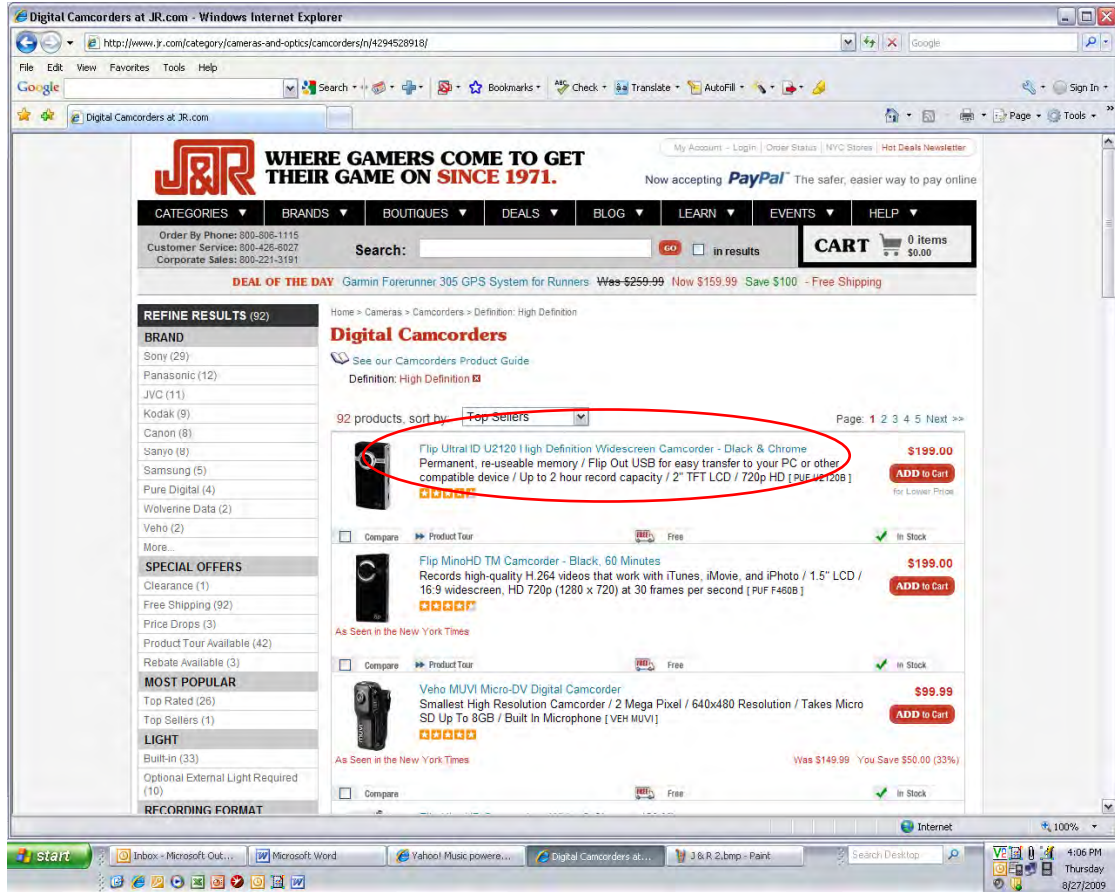 Digital Camcorders at JR.com - Windows Internet Explorer
http://www.jr.com/category/cameras-and-optics/camcorders/n/4294528918/
Google
File Edit View Favorites Tools Help
Google Search Bookmarks Check Translate AutoFill Sign In
Digital Camcorders at JR.com Page Tools
J&R WHERE GAMERS COME TO GET
THEIR GAME ON SINCE 1971.
My Account - Login | Order Status | NYC Stores | Hot Deals Newsletter
Now accepting PayPal The safer, easier way to pay online
CATEGORIES BRANDS BOUTIQUES DEALS BLOG LEARN EVENTS HELP
Order By Phone: 800-806-1115
Customer Service: 800-426-6027
Corporate Sales: 800-221-3191
Search: GO in results
CART 0 items
$0.00
DEAL OF THE DAY Garmin Forerunner 305 GPS System for Runners Was $259.99 Now $159.99 Save $100 - Free Shipping
REFINE RESULTS (92)
BRAND
Sony (29)
Panasonic (12)
JVC (11)
Kodak (9)
Canon (8)
Sanyo (8)
Samsung (5)
Pure Digital (4)
Wolverine Data (2)
Veho (2)
More...
SPECIAL OFFERS
Clearance (1)
Free Shipping (92)
Price Drops (3)
Product Tour Available (42)
Rebate Available (3)
MOST POPULAR
Top Rated (26)
Top Sellers (1)
LIGHT
Built-in (33)
Optional External Light Required
(10)
RECORDING FORMAT
Home > Cameras > Camcorders > Definition: High Definition
Digital Camcorders
See our Camcorders Product Guide
Definition: High Definition
92 products, sort by: Top Sellers
Page: 1 2 3 4 5 Next >>
Flip Ultral ID U2120 High Definition Widescreen Camcorder - Black & Chrome
Permanent, re-useable memory / Flip Out USB for easy transfer to your PC or other
compatible device / Up to 2 hour record capacity / 2" TFT LCD / 720p HD [ PUF U2120B ]
$199.00
ADD to Cart
for Lower Price
Compare Product Tour Free In Stock
Flip MinoHD TM Camcorder - Black, 60 Minutes
Records high-quality H.264 videos that work with iTunes, iMovie, and iPhoto / 1.5" LCD /
16:9 widescreen, HD 720p (1280 x 720) at 30 frames per second [ PUF F460B ]
$199.00
ADD to Cart
As Seen in the New York Times
Compare Product Tour Free In Stock
Veho MUVI Micro-DV Digital Camcorder
Smallest High Resolution Camcorder / 2 Mega Pixel / 640x480 Resolution / Takes Micro
SD Up To 8GB / Built In Microphone [ VEH MUVI ]
$99.99
ADD to Cart
As Seen in the New York Times
Was $149.99 You Save $50.00 (33%)
Compare Free In Stock
Internet 100%
start Inbox - Microsoft Out... Microsoft Word Yahoo! Music powere... Digital Camcorders at... J & R 2.bmp - Paint Search Desktop
4:06 PM
Thursday
8/27/2009